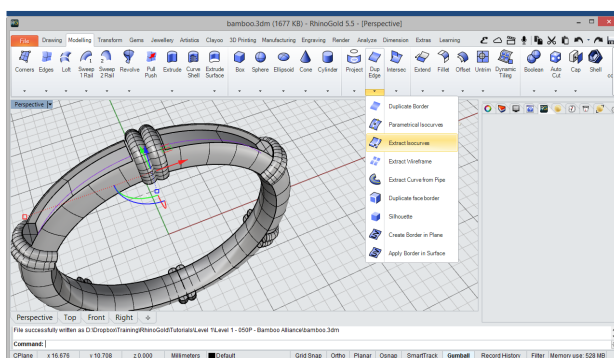 bamboo.3dm (1677 KB) - RhinoGold 5.5 - [Perspective]
File Drawing Modelling Transform Gems Jewellery Artistics Clayoo 3D Printing Manufacturing Engraving Render Analyze Dimension Extras Learning
Corners Edges Loft Sweep 1 Rail Sweep 2 Rail Revolve Pull Push Extrude Curve Shell Extrude Surface Box Sphere Ellipsoid Cone Cylinder Project Dup Edge Intersec Extend Fillet Offset Untrim Dynamic Tiling Boolean Auto Cut Cap Shell
Perspective
Duplicate Border
Parametrical Isocurves
Extract Isocurves
Extract Wireframe
Extract Curve from Pipe
Duplicate face border
Silhouette
Create Border in Plane
Apply Border in Surface
Perspective Top Front Right
File successfully written as D:\Dropbox\Training\RhinoGold\Tutorials\Level 1\Level 1 - 050P - Bamboo Alliance\bamboo.3dm
Command:
CPlane x 16.676 y 10.708 z 0.000 Millimeters Default Grid Snap Ortho Planar Osnap SmartTrack Gumball Record History Filter Memory use: 528 MB